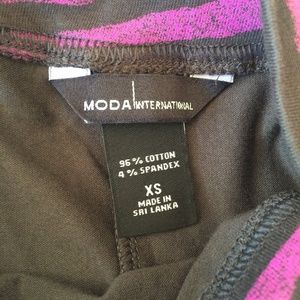 MODA INTERNATIONAL
96% COTTON
4% SPANDEX
XS
MADE IN
SRI LANKA